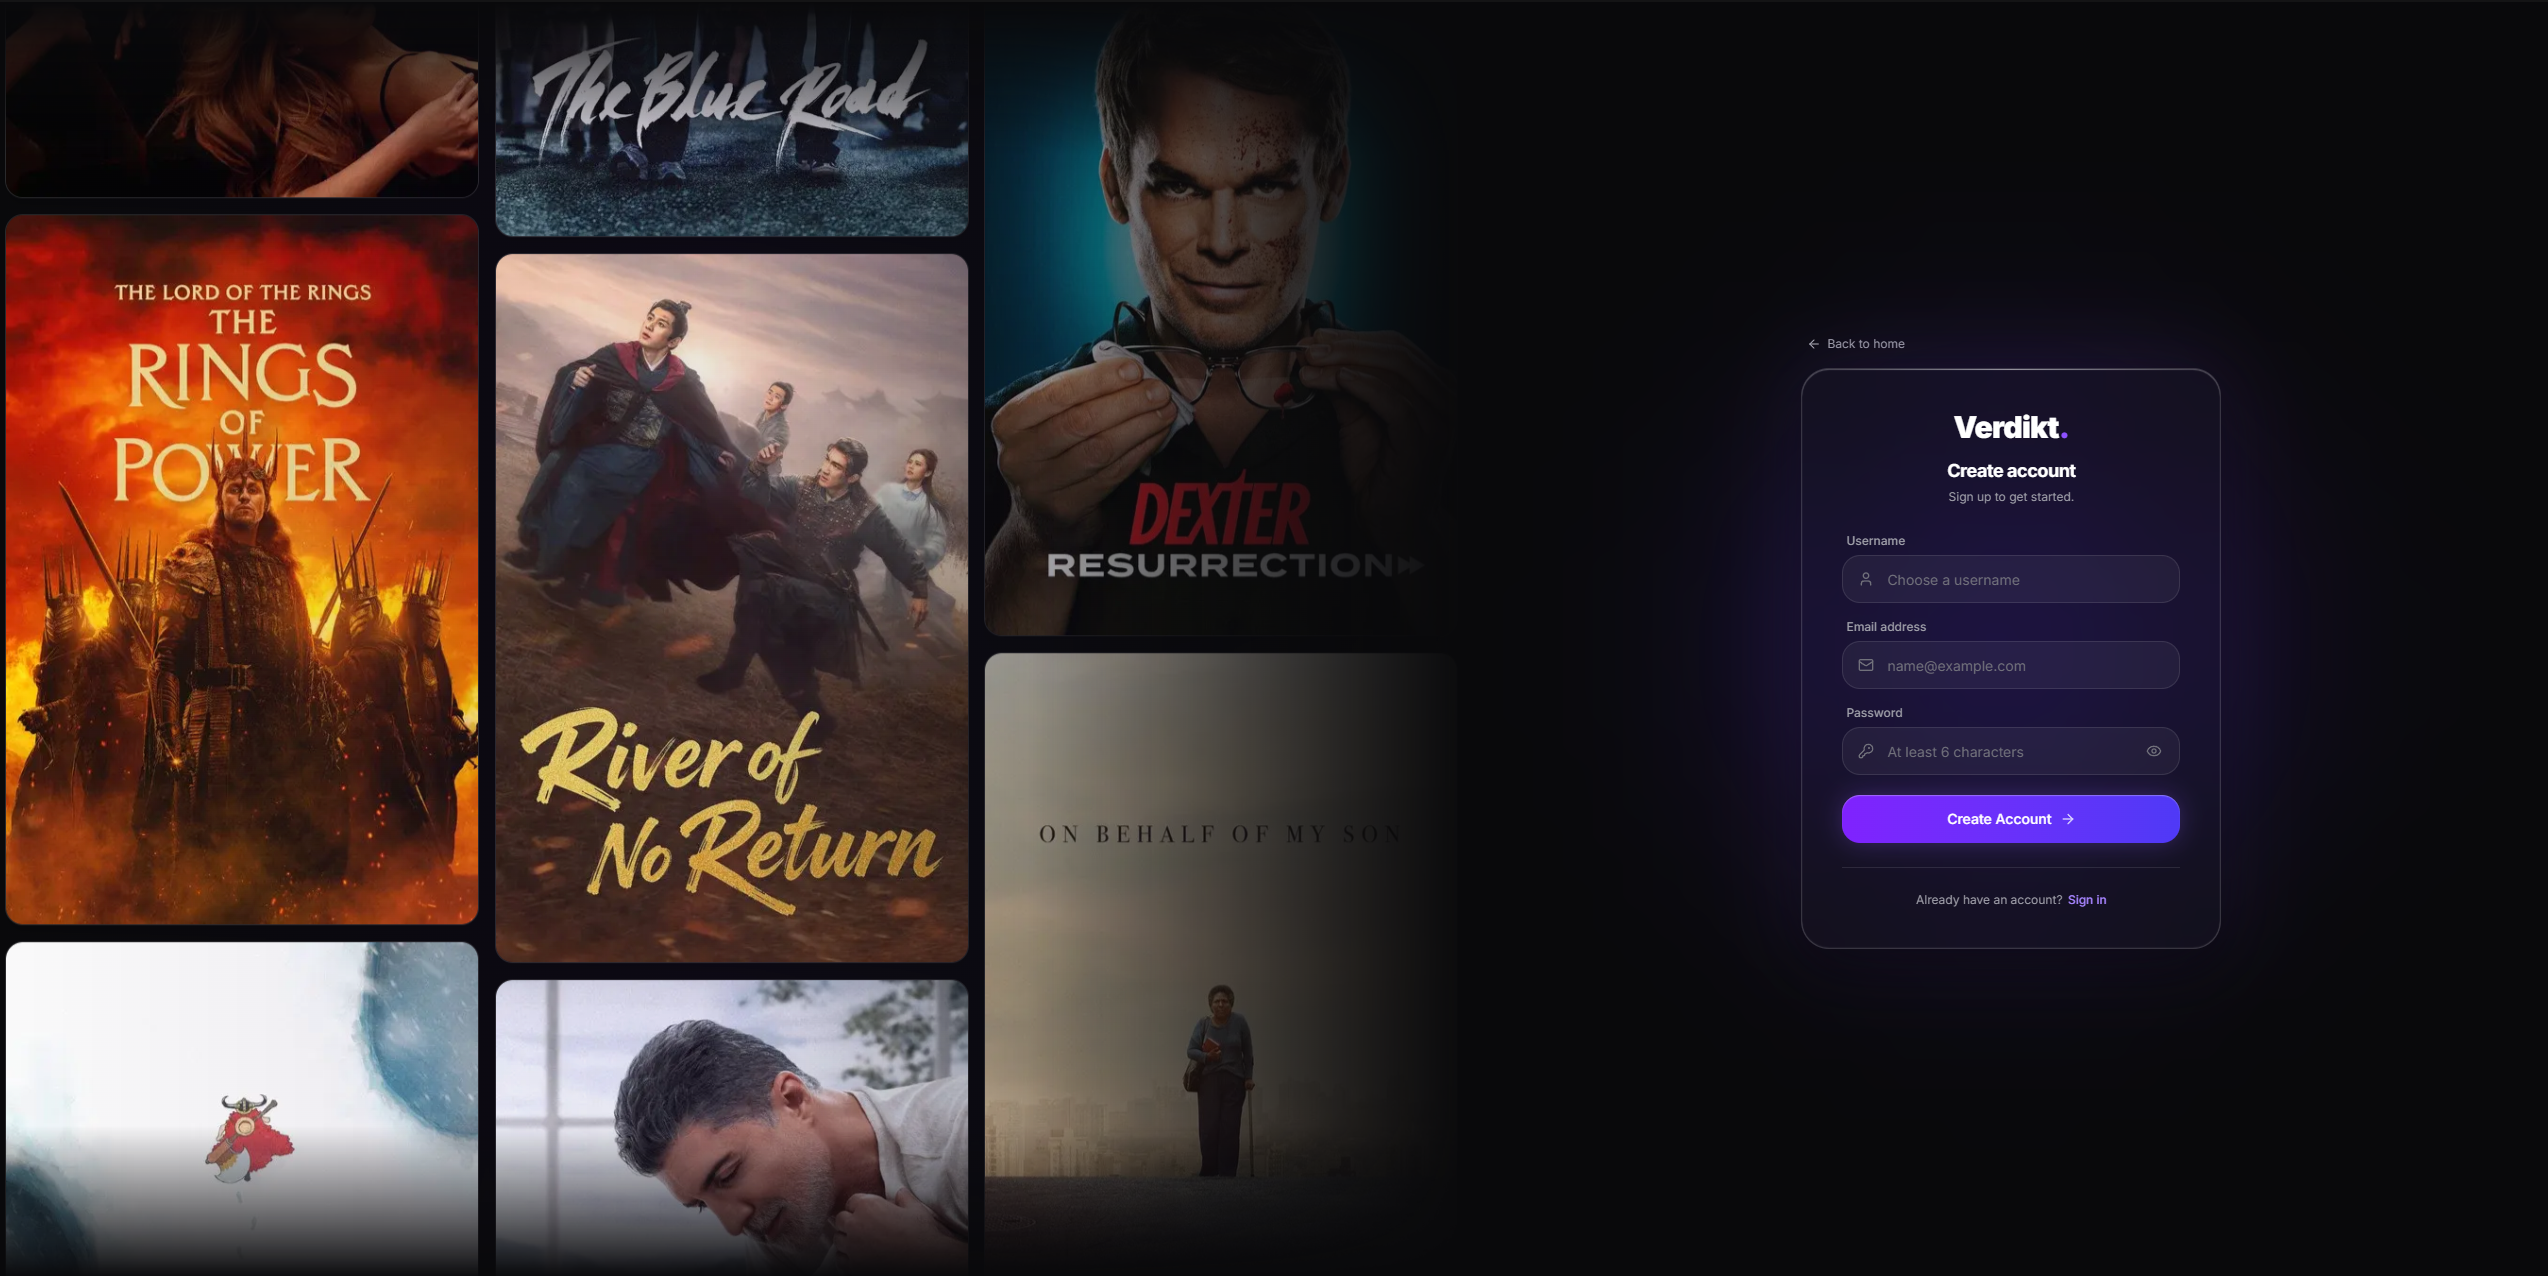 The Blue Road
THE LORD OF THE RINGS
THE
RINGS
OF
POWER
River of
No Return
DEXTER
RESURRECTION
ON BEHALF OF MY SON
Back to home
Verdikt.
Create account
Sign up to get started.
Username
Choose a username
Email address
name@example.com
Password
At least 6 characters
Create Account
Already have an account? Sign in